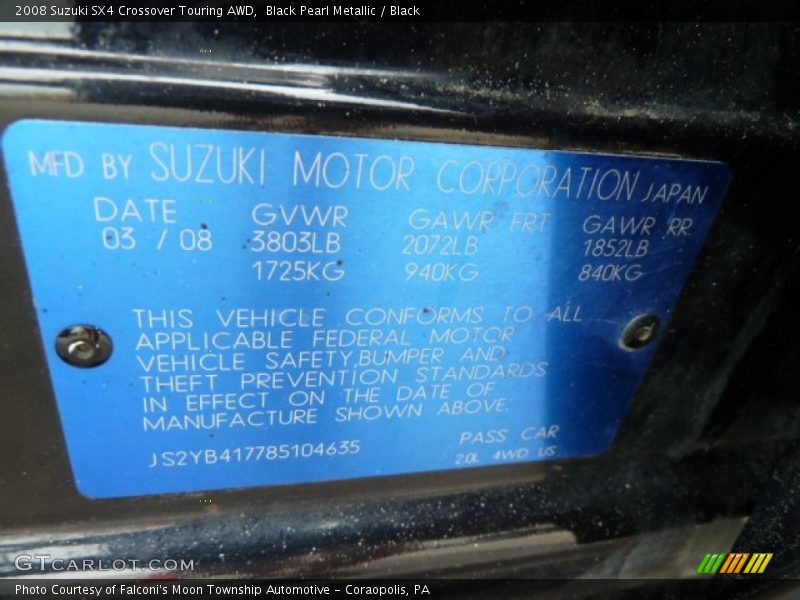 2008 Suzuki SX4 Crossover Touring AWD,  Black Pearl Metallic / Black
MFD BY SUZUKI MOTOR CORPORATION JAPAN
DATE GVWR GAWR FRT GAWR RR
03 / 08 3803LB 2072LB 1852LB
1725KG 940KG 840KG
THIS VEHICLE CONFORMS TO ALL
APPLICABLE FEDERAL MOTOR
VEHICLE SAFETY,BUMPER AND
THEFT PREVENTION STANDARDS
IN EFFECT ON THE DATE OF
MANUFACTURE SHOWN ABOVE.
JS2YB417785104635 PASS CAR
2.0L 4WD US
GTCARLOT.COM
Photo Courtesy of Falconi's Moon Township Automotive - Coraopolis, PA